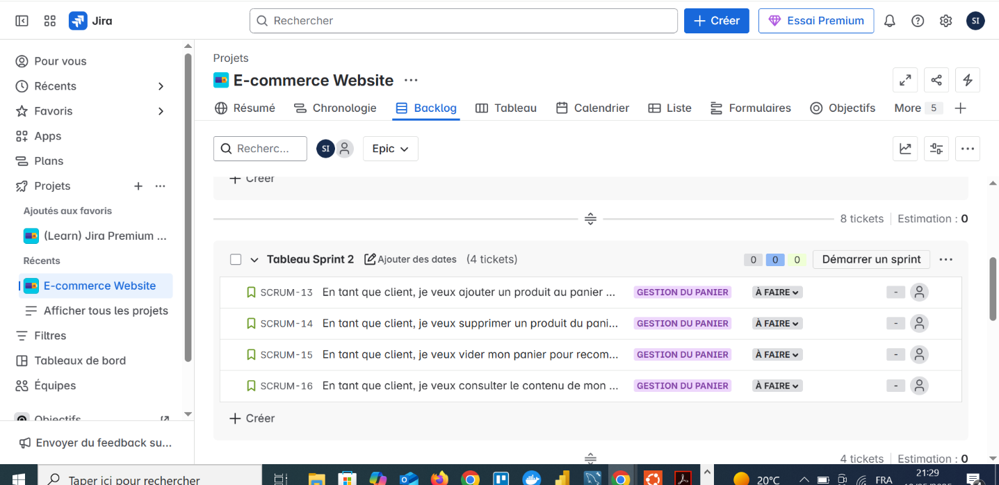 Jira
Rechercher
Créer
Essai Premium
SI
Pour vous
Récents
Favoris
Apps
Plans
Projets
Ajoutés aux favoris
(Learn) Jira Premium ...
Récents
E-commerce Website
Afficher tous les projets
Filtres
Tableaux de bord
Équipes
Objectifs
Envoyer du feedback su...
Projets
E-commerce Website
Résumé Chronologie Backlog Tableau Calendrier Liste Formulaires Objectifs More 5
Recherc... SI Epic
Créer
8 tickets Estimation : 0
Tableau Sprint 2 Ajouter des dates (4 tickets) 0 0 0 Démarrer un sprint
SCRUM-13 En tant que client, je veux ajouter un produit au panier ... GESTION DU PANIER À FAIRE -
SCRUM-14 En tant que client, je veux supprimer un produit du pani... GESTION DU PANIER À FAIRE -
SCRUM-15 En tant que client, je veux vider mon panier pour recom... GESTION DU PANIER À FAIRE -
SCRUM-16 En tant que client, je veux consulter le contenu de mon ... GESTION DU PANIER À FAIRE -
Créer
4 tickets Estimation : 0
Taper ici pour rechercher
20°C
FRA
21:29